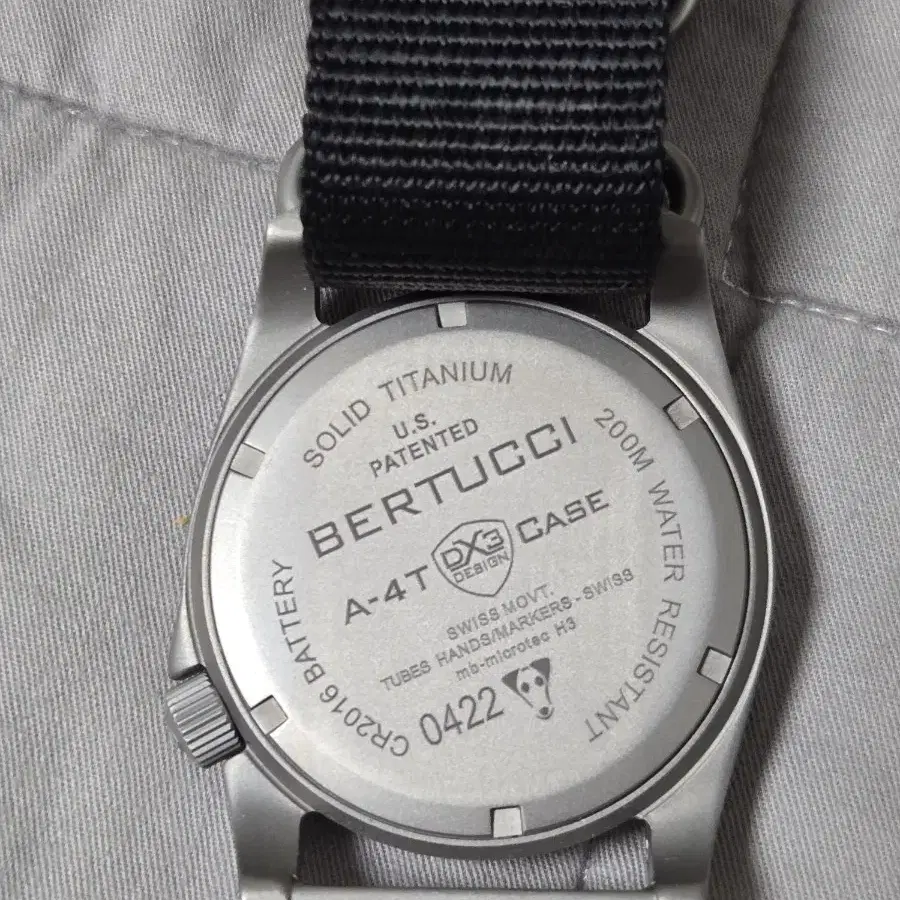 SOLID TITANIUM
U.S.
PATENTED
BERTUCCI
A-4T DX3 DESIGN CASE
SWISS MOVT.
TUBES HANDS/MARKERS-SWISS
mb-microtec H3
0422
200M WATER RESISTANT
CR2016 BATTERY